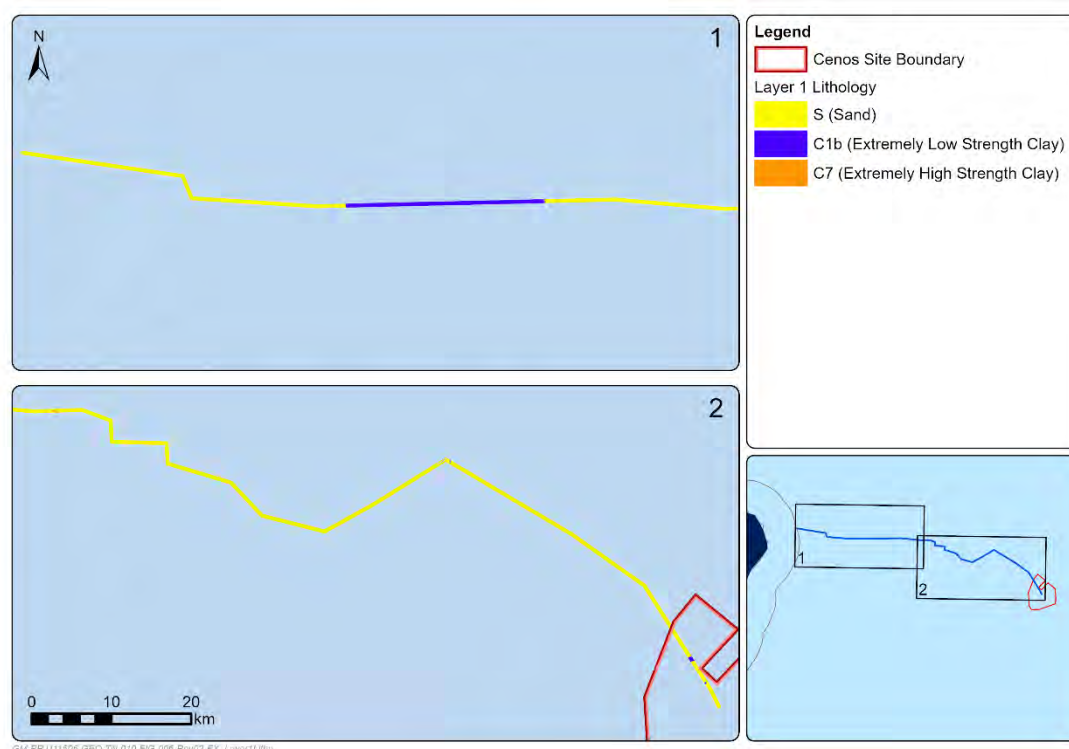 1
N
2
0 10 20
km
Legend
Cenos Site Boundary
Layer 1 Lithology
S (Sand)
C1b (Extremely Low Strength Clay)
C7 (Extremely High Strength Clay)
1
2